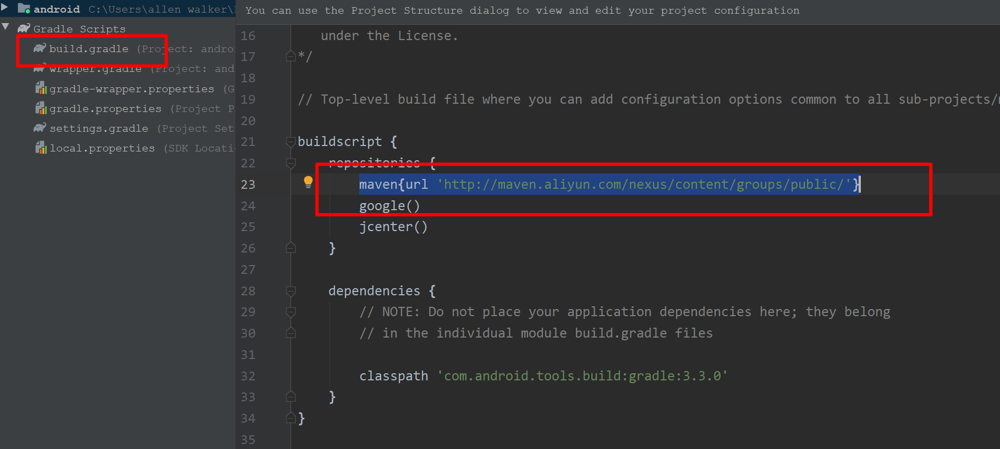 android C:\Users\allen walker\
Gradle Scripts
build.gradle (Project: andro
wrapper.gradle (Project: and
gradle-wrapper.properties (G
gradle.properties (Project P
settings.gradle (Project Set
local.properties (SDK Locati
You can use the Project Structure dialog to view and edit your project configuration
16 under the License.
17 */
18
19 // Top-level build file where you can add configuration options common to all sub-projects/
20
21 buildscript {
22 repositories {
23 maven{url 'http://maven.aliyun.com/nexus/content/groups/public/'}
24 google()
25 jcenter()
26 }
27
28 dependencies {
29 // NOTE: Do not place your application dependencies here; they belong
30 // in the individual module build.gradle files
31
32 classpath 'com.android.tools.build:gradle:3.3.0'
33 }
34 }
35